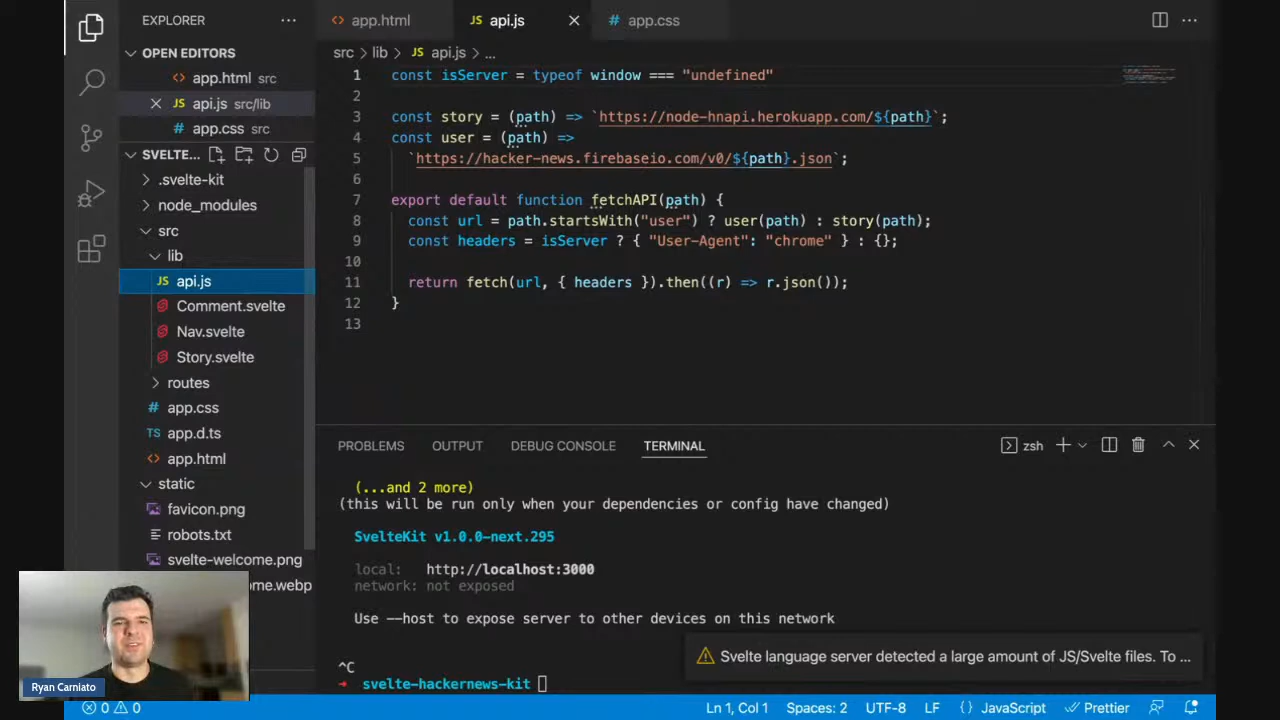 EXPLORER
OPEN EDITORS
app.html src
JS api.js src/lib
# app.css src
SVELTE...
.svelte-kit
node_modules
src
lib
JS api.js
Comment.svelte
Nav.svelte
Story.svelte
routes
app.css
TS app.d.ts
app.html
static
favicon.png
robots.txt
svelte-welcome.png
ome.webp
app.html JS api.js # app.css
src > lib > JS api.js > ...
1 const isServer = typeof window === "undefined"
2
3 const story = (path) => `https://node-hnapi.herokuapp.com/${path}`;
4 const user = (path) =>
5 `https://hacker-news.firebaseio.com/v0/${path}.json`;
6
7 export default function fetchAPI(path) {
8 const url = path.startsWith("user") ? user(path) : story(path);
9 const headers = isServer ? { "User-Agent": "chrome" } : {};
10
11 return fetch(url, { headers }).then((r) => r.json());
12 }
13
PROBLEMS OUTPUT DEBUG CONSOLE TERMINAL zsh
(...and 2 more)
(this will be run only when your dependencies or config have changed)
SvelteKit v1.0.0-next.295
local: http://localhost:3000
network: not exposed
Use --host to expose server to other devices on this network
^C
➜ svelte-hackernews-kit
Svelte language server detected a large amount of JS/Svelte files. To ...
Ryan Carniato
0 0 Ln 1, Col 1 Spaces: 2 UTF-8 LF {} JavaScript Prettier